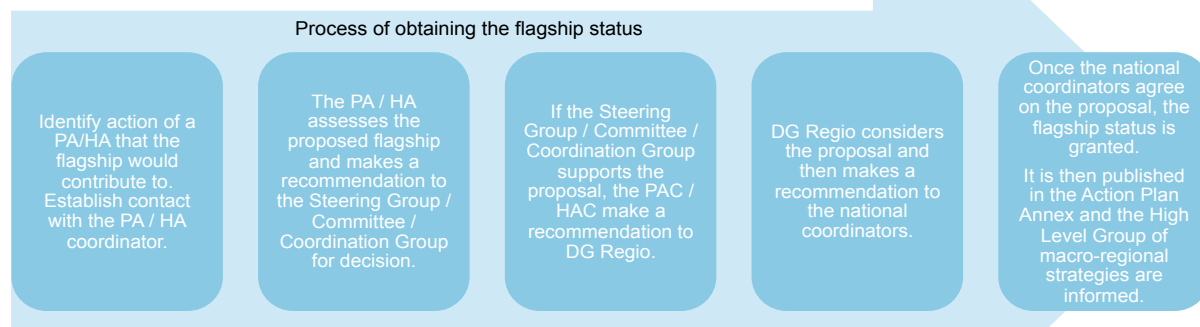 Process of obtaining the flagship status
Identify action of a
PA/HA that the
flagship would
contribute to.
Establish contact
with the PA / HA
coordinator.
The PA / HA
assesses the
proposed flagship
and makes a
recommendation to
the Steering Group /
Committee /
Coordination Group
for decision.
If the Steering
Group / Committee /
Coordination Group
supports the
proposal, the PAC /
HAC make a
recommendation to
DG Regio.
DG Regio considers
the proposal and
then makes a
recommendation to
the national
coordinators.
Once the national
coordinators agree
on the proposal, the
flagship status is
granted.
It is then published
in the Action Plan
Annex and the High
Level Group of
macro-regional
strategies are
informed.